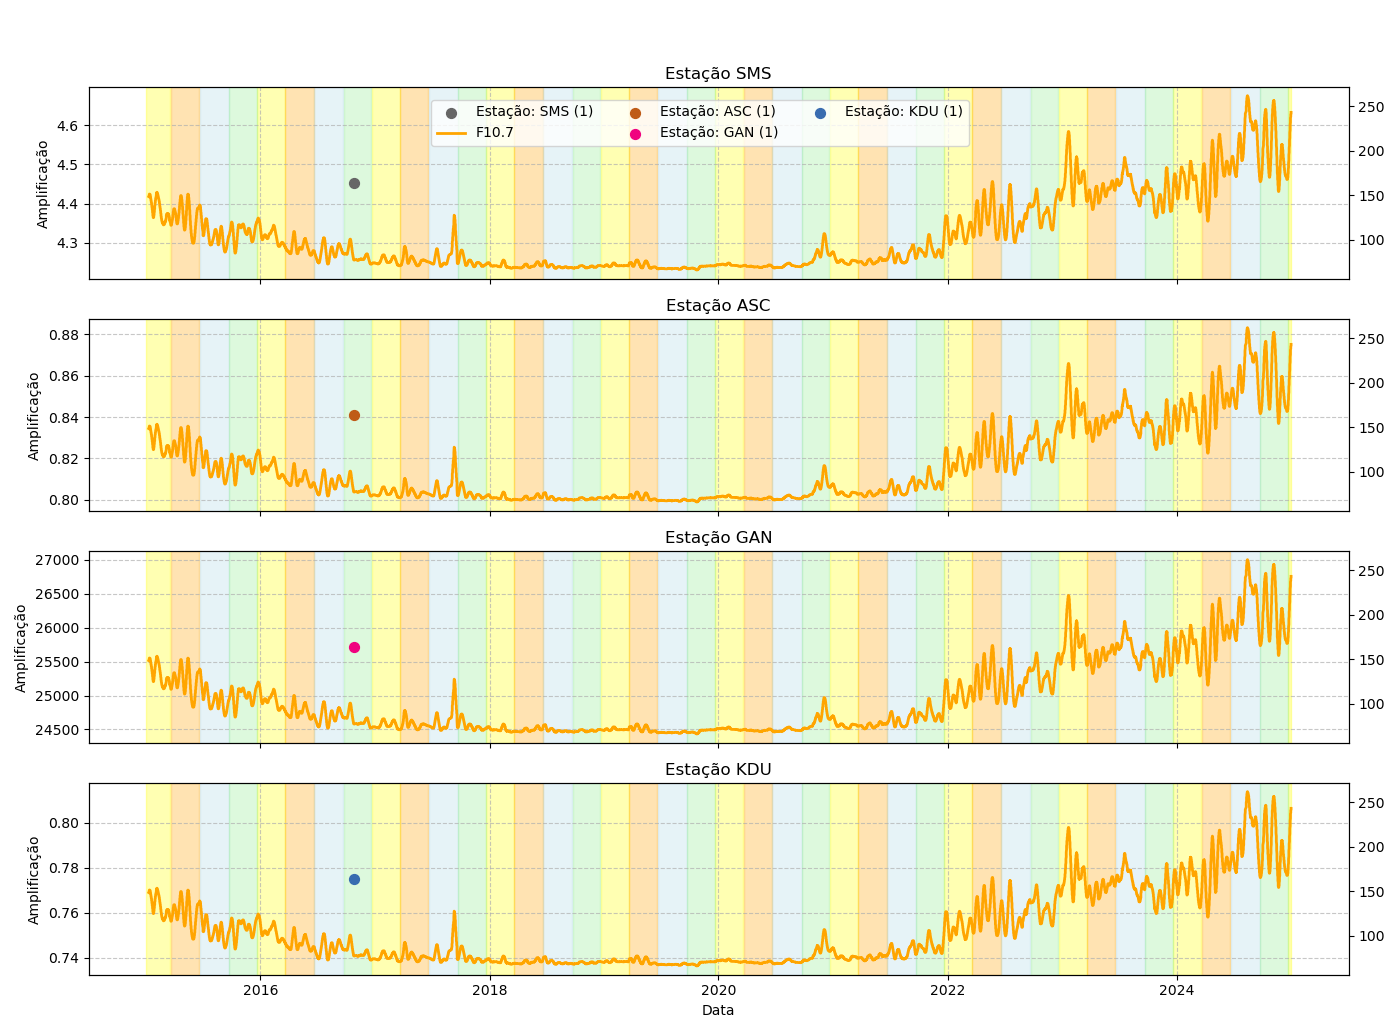 Estação SMS
Estação: SMS (1)
F10.7
Estação: ASC (1)
Estação: GAN (1)
Estação: KDU (1)
Amplificação
4.6
4.5
4.4
4.3
250
200
150
100
Estação ASC
Amplificação
0.88
0.86
0.84
0.82
0.80
250
200
150
100
Estação GAN
Amplificação
27000
26500
26000
25500
25000
24500
250
200
150
100
Estação KDU
Amplificação
0.80
0.78
0.76
0.74
250
200
150
100
2016
2018
2020
2022
2024
Data